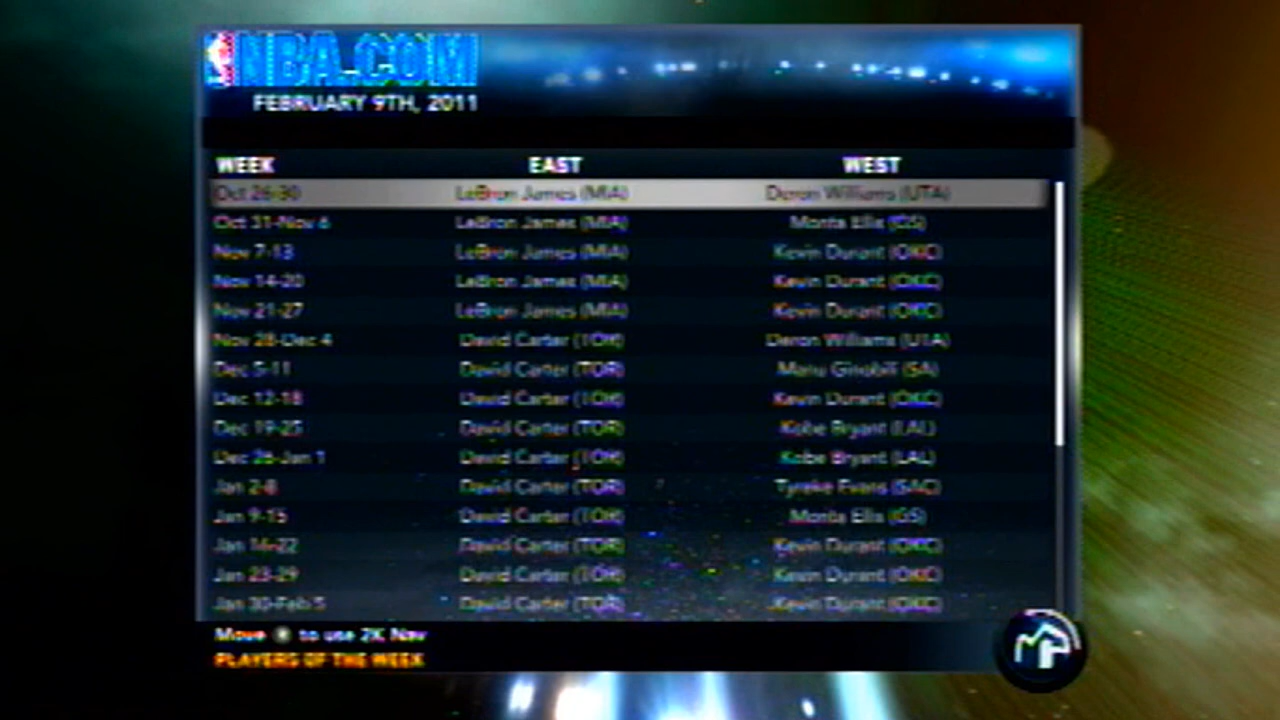 NBA.COM
FEBRUARY 9TH, 2011
WEEK EAST WEST
Oct 26-30 LeBron James (MIA) Deron Williams (UTA)
Oct 31-Nov 6 LeBron James (MIA) Monta Ellis (GS)
Nov 7-13 LeBron James (MIA) Kevin Durant (OKC)
Nov 14-20 LeBron James (MIA) Kevin Durant (OKC)
Nov 21-27 LeBron James (MIA) Kevin Durant (OKC)
Nov 28-Dec 4 David Carter (TOR) Deron Williams (UTA)
Dec 5-11 David Carter (TOR) Manu Ginobili (SA)
Dec 12-18 David Carter (TOR) Kevin Durant (OKC)
Dec 19-25 David Carter (TOR) Kobe Bryant (LAL)
Dec 26-Jan 1 David Carter (TOR) Kobe Bryant (LAL)
Jan 2-8 David Carter (TOR) Tyreke Evans (SAC)
Jan 9-15 David Carter (TOR) Monta Ellis (GS)
Jan 16-22 David Carter (TOR) Kevin Durant (OKC)
Jan 23-29 David Carter (TOR) Kevin Durant (OKC)
Jan 30-Feb 5 David Carter (TOR) Kevin Durant (OKC)
Move to use 2K Nav
PLAYERS OF THE WEEK
MP